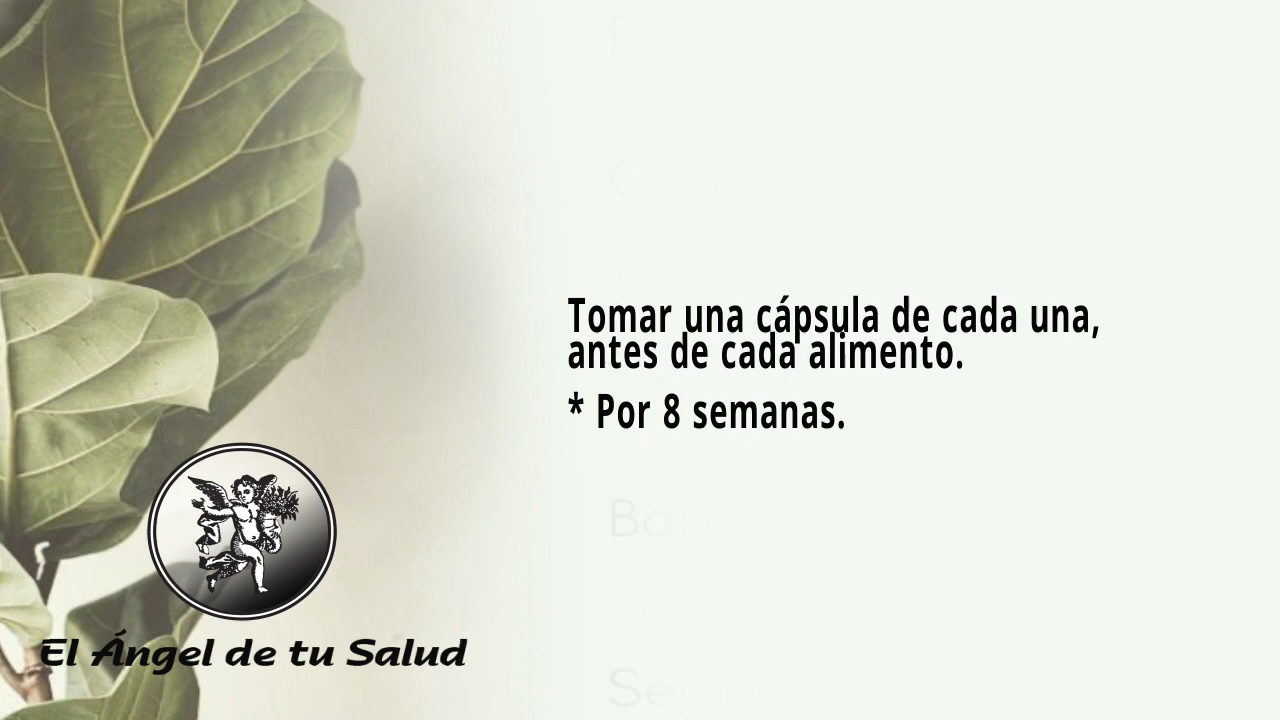 Tomar una cápsula de cada una,
antes de cada alimento.
* Por 8 semanas.
El Ángel de tu Salud